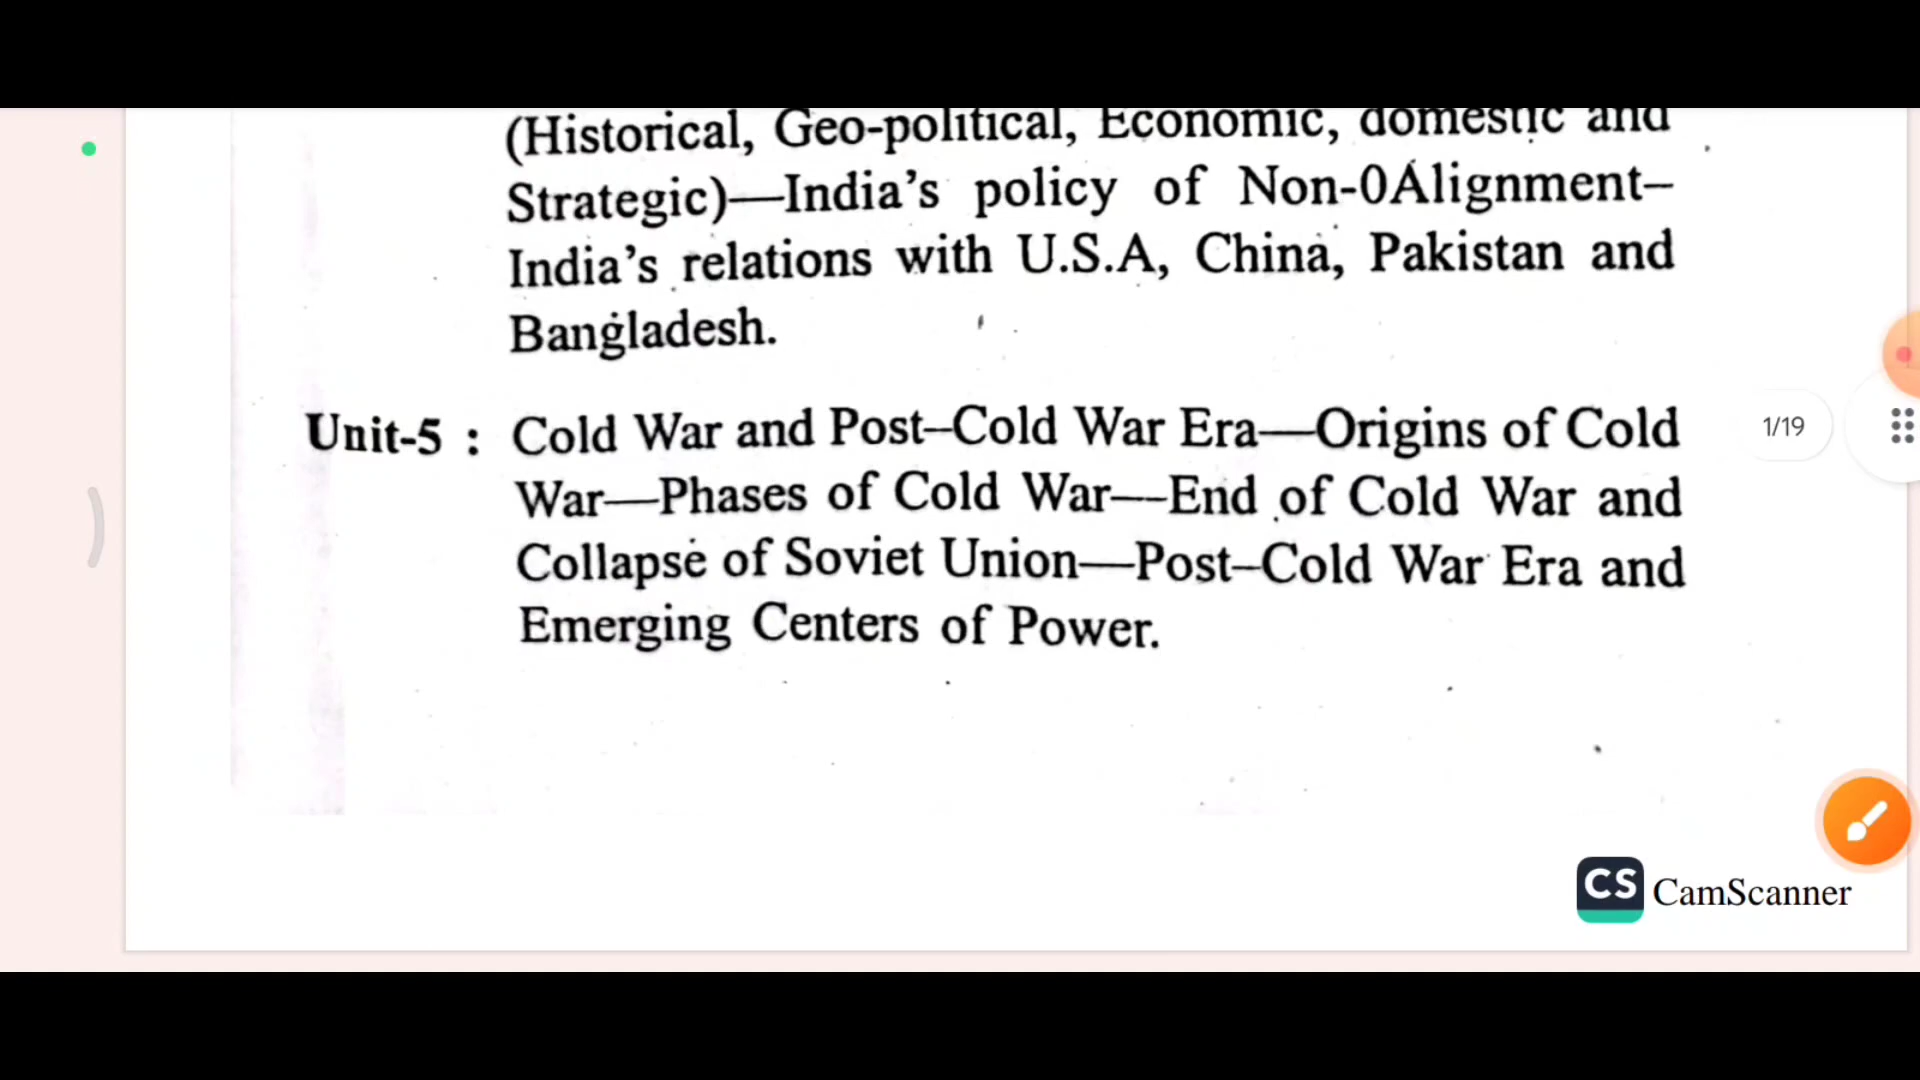 (Historical, Geo-political, Economic, domestic and
Strategic)—India's policy of Non-0Alignment–
India's relations with U.S.A, China, Pakistan and
Bangladesh.
Unit-5 : Cold War and Post–Cold War Era—Origins of Cold
War—Phases of Cold War—End of Cold War and
Collapse of Soviet Union—Post–Cold War Era and
Emerging Centers of Power.
1/19
CS CamScanner